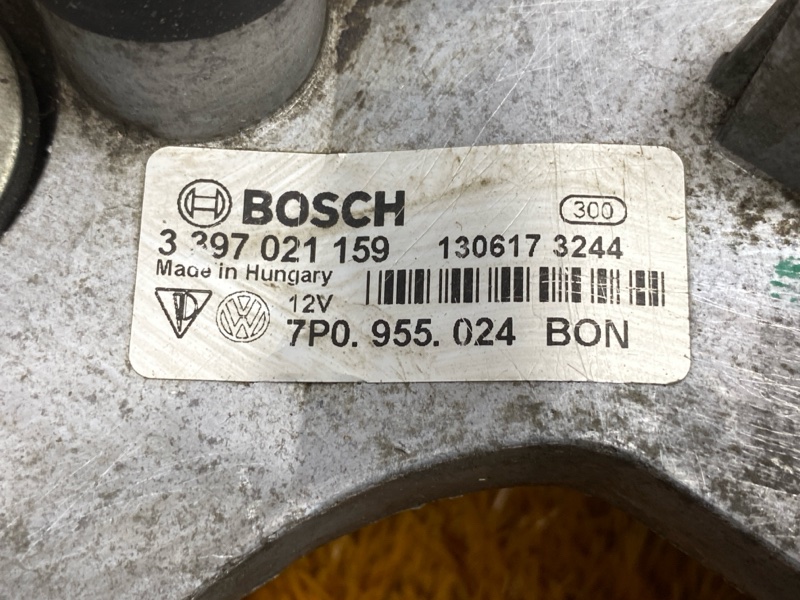 BOSCH 300
3 397 021 159 130617 3244
Made in Hungary
12V
7P0. 955. 024 BON